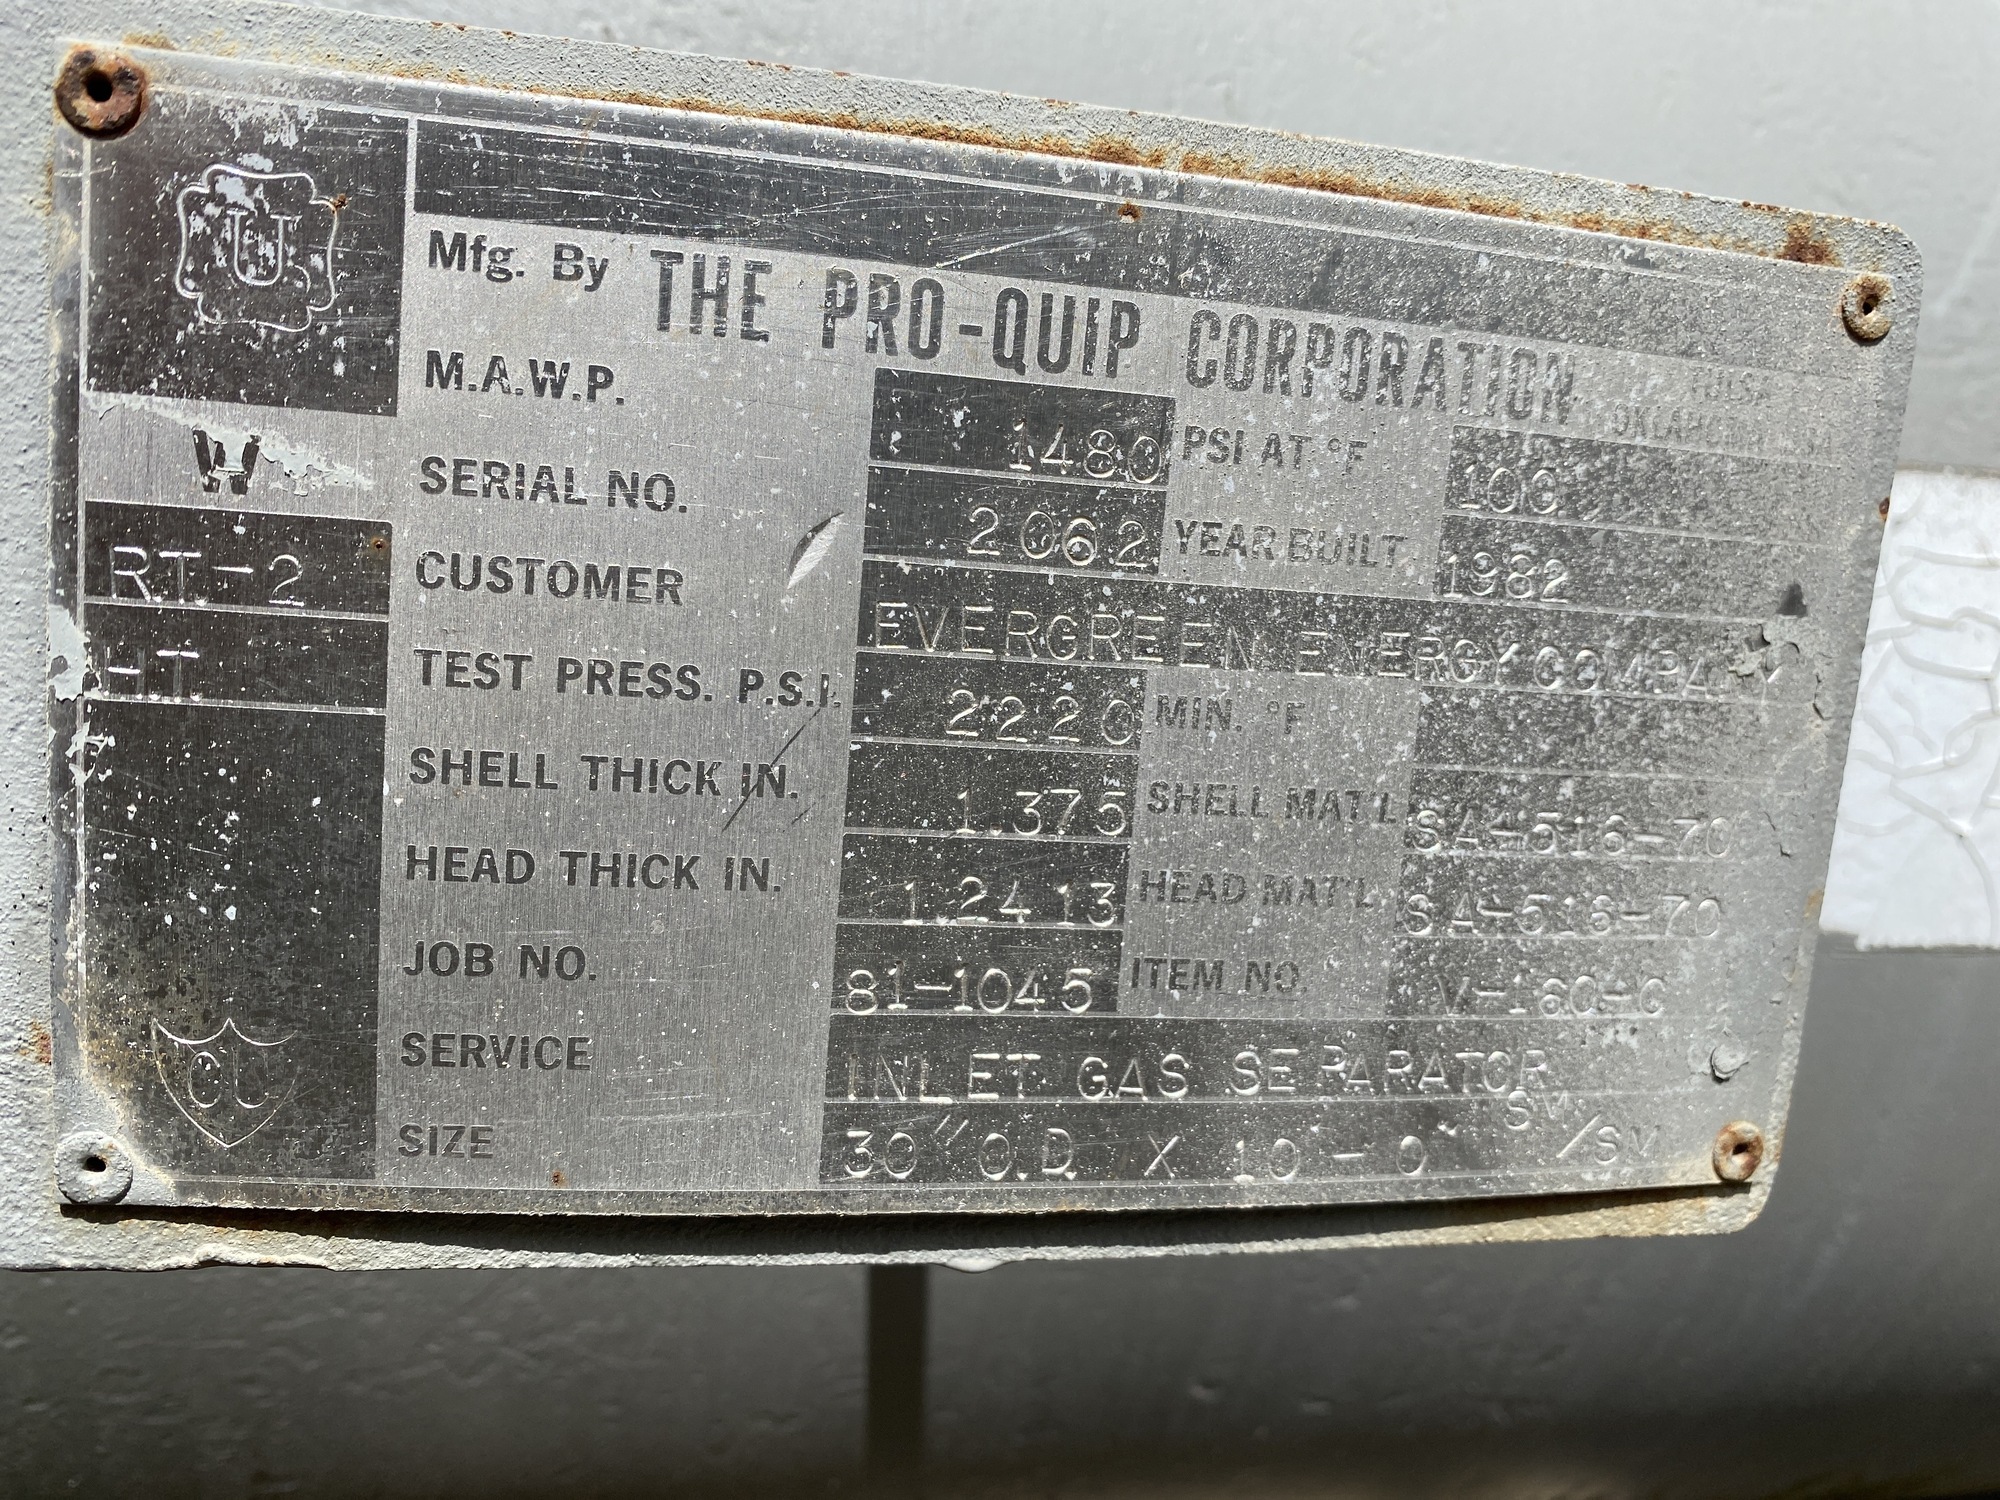 U
W
RT-2
H.T.
CU
Mfg. By THE PRO-QUIP CORPORATION
M.A.W.P. 1480 PSI AT °F 100
SERIAL NO. 2062 YEAR BUILT 1982
CUSTOMER EVERGREEN ENERGY COMPANY
TEST PRESS. P.S.I. 2220 MIN. °F
SHELL THICK IN. 1.375 SHELL MAT'L SA-516-70
HEAD THICK IN. 1.2413 HEAD MAT'L SA-516-70
JOB NO. 81-1045 ITEM NO. V-160-C
SERVICE INLET GAS SEPARATOR
SIZE 30" O.D. X 10-0 SM/SM